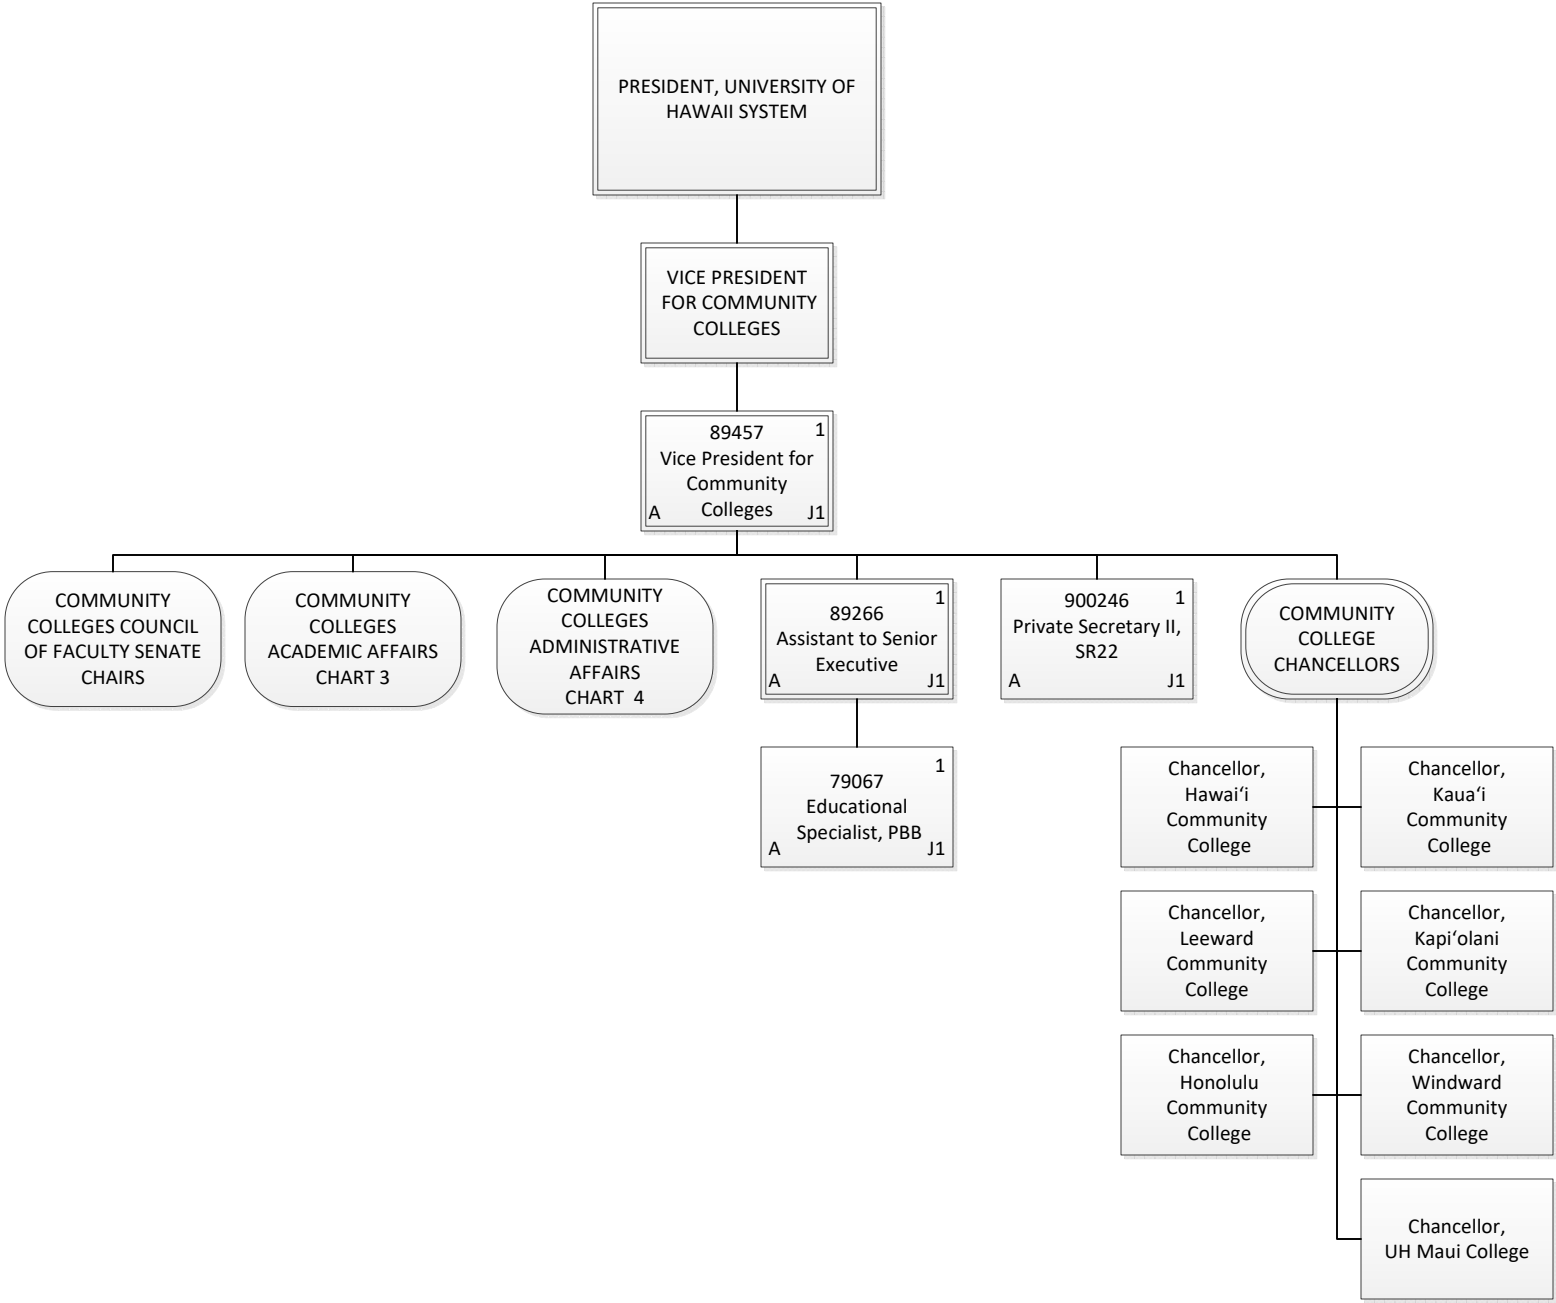 PRESIDENT, UNIVERSITY OF
HAWAII SYSTEM
VICE PRESIDENT
FOR COMMUNITY
COLLEGES
89457 1
Vice President for
Community
Colleges
A J1
COMMUNITY
COLLEGES COUNCIL
OF FACULTY SENATE
CHAIRS
COMMUNITY
COLLEGES
ACADEMIC AFFAIRS
CHART 3
COMMUNITY
COLLEGES
ADMINISTRATIVE
AFFAIRS
CHART 4
1
89266
Assistant to Senior
Executive
A J1
900246 1
Private Secretary II,
SR22
A J1
COMMUNITY
COLLEGE
CHANCELLORS
1
79067
Educational
Specialist, PBB
A J1
Chancellor,
Hawaiʻi
Community
College
Chancellor,
Kauaʻi
Community
College
Chancellor,
Leeward
Community
College
Chancellor,
Kapiʻolani
Community
College
Chancellor,
Honolulu
Community
College
Chancellor,
Windward
Community
College
Chancellor,
UH Maui College